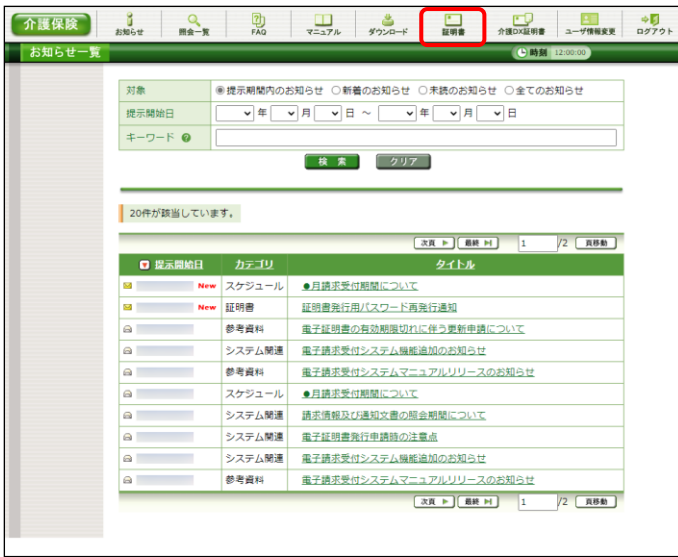 介護保険
お知らせ 照会一覧 FAQ マニュアル ダウンロード 証明書 介護DX証明書 ユーザ情報変更 ログアウト
お知らせ一覧 時刻 12:00:00
対象 提示期間内のお知らせ 新着のお知らせ 未読のお知らせ 全てのお知らせ
提示開始日 年 月 日 ～ 年 月 日
キーワード
検 索 クリア
20件が該当しています。
次頁 最終 1 /2 頁移動
提示開始日 カテゴリ タイトル
New スケジュール ●月請求受付期間について
New 証明書 証明書発行用パスワード再発行通知
参考資料 電子証明書の有効期限切れに伴う更新申請について
システム関連 電子請求受付システム機能追加のお知らせ
参考資料 電子請求受付システムマニュアルリリースのお知らせ
スケジュール ●月請求受付期間について
システム関連 請求情報及び通知文書の照会期間について
システム関連 電子証明書発行申請時の注意点
システム関連 電子請求受付システム機能追加のお知らせ
参考資料 電子請求受付システムマニュアルリリースのお知らせ
次頁 最終 1 /2 頁移動